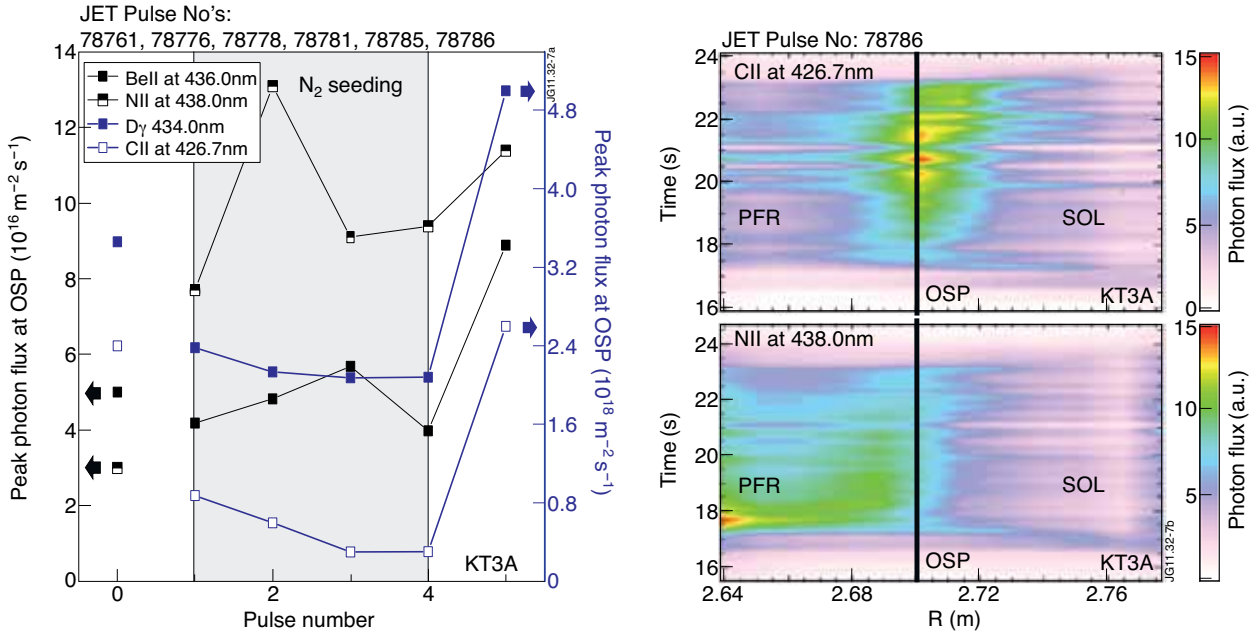 JET Pulse No's:
78761, 78776, 78778, 78781, 78785, 78786
BeII at 436.0nm
NII at 438.0nm
Dγ 434.0nm
CII at 426.7nm
N₂ seeding
JG11.32-7a
KT3A
Peak photon flux at OSP (10¹⁶ m⁻² s⁻¹)
14
12
10
8
6
4
2
0
Peak photon flux at OSP (10¹⁸ m⁻² s⁻¹)
4.8
4.0
3.2
2.4
1.6
0.8
0
0
2
4
Pulse number
JET Pulse No: 78786
CII at 426.7nm
PFR
SOL
OSP
KT3A
Time (s)
24
22
20
18
16
15
10
5
0
Photon flux (a.u.)
NII at 438.0nm
PFR
SOL
OSP
KT3A
JG11.32-7b
Time (s)
24
22
20
18
16
15
10
5
Photon flux (a.u.)
2.64
2.68
2.72
2.76
R (m)